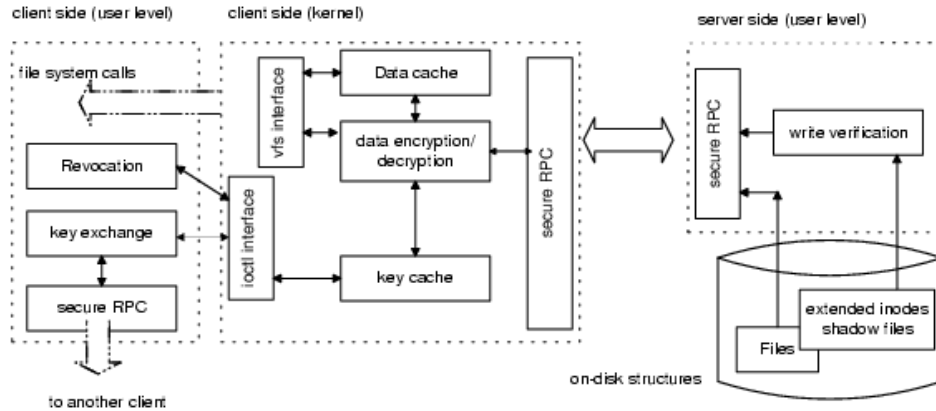 client side (user level)
client side (kernel)
server side (user level)
file system calls
Revocation
key exchange
secure RPC
to another client
vfs interface
ioctl interface
Data cache
data encryption/
decryption
key cache
secure RPC
secure RPC
write verification
extended inodes
shadow files
Files
on-disk structures